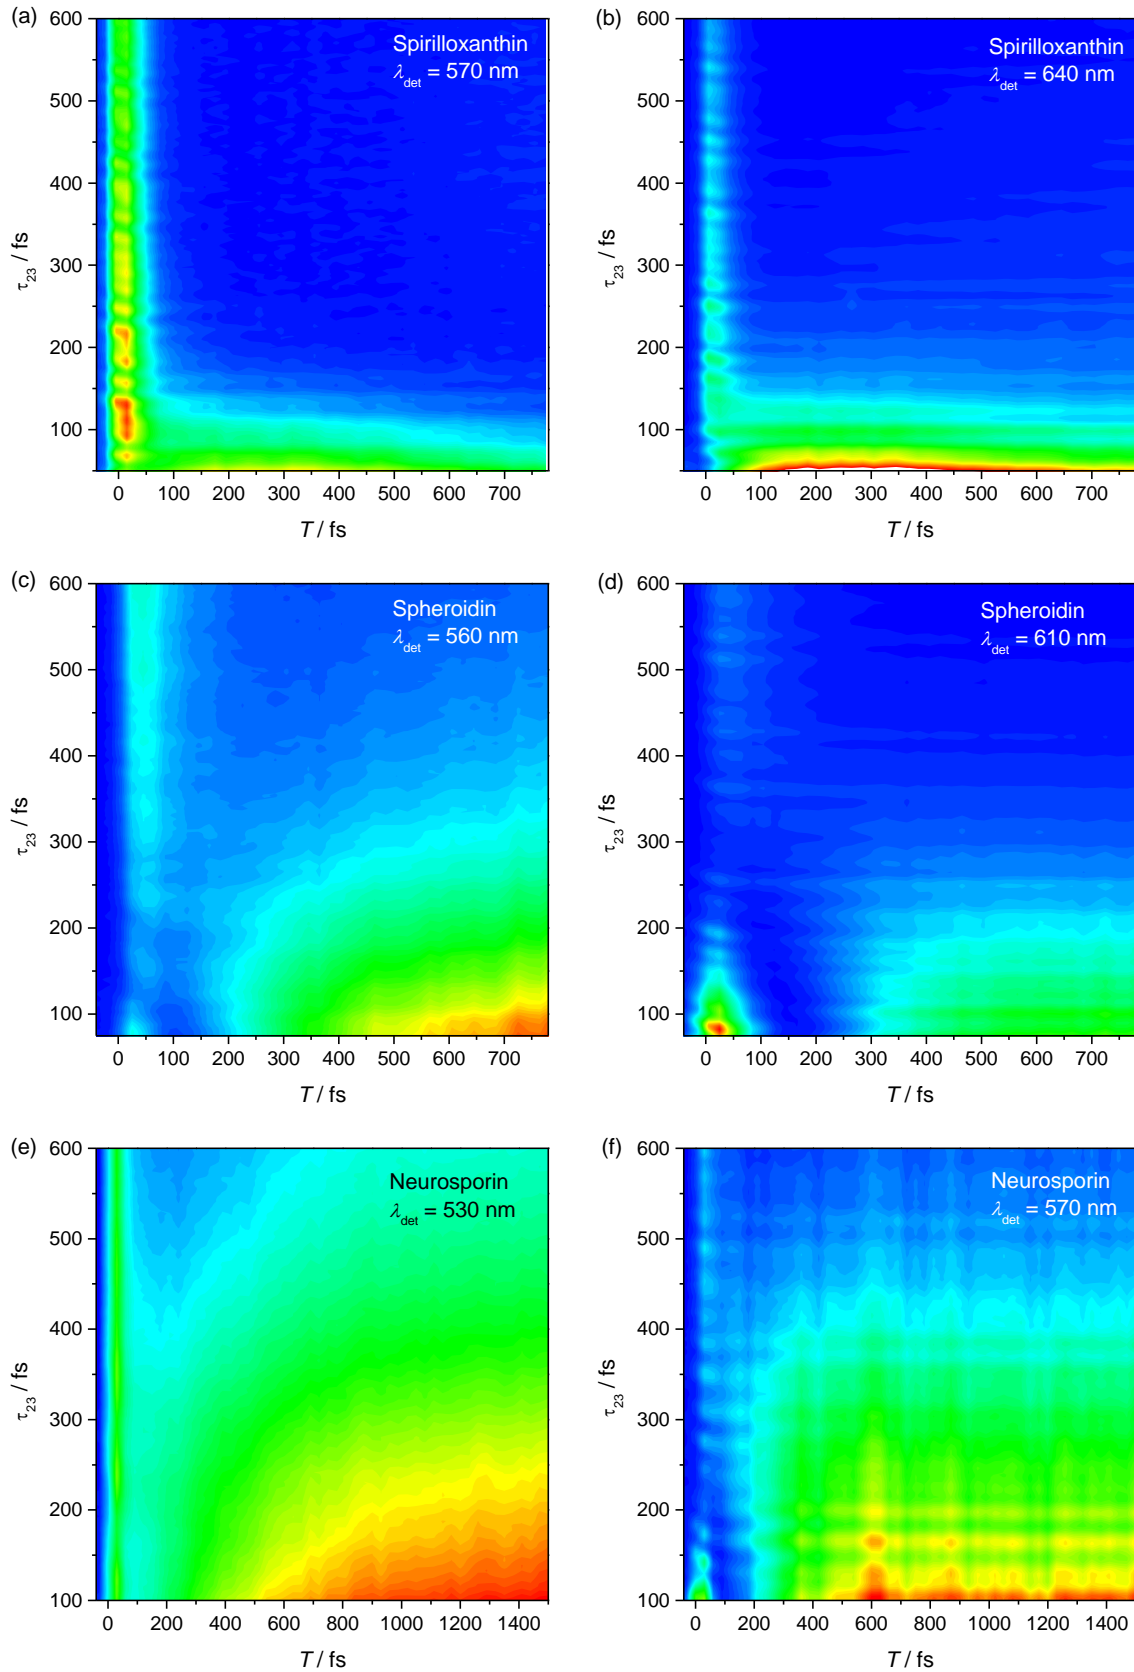 (a)
Spirilloxanthin
λdet = 570 nm
600
500
400
300
200
100
τ23 / fs
0 100 200 300 400 500 600 700
T / fs
(b)
Spirilloxanthin
λdet = 640 nm
600
500
400
300
200
100
τ23 / fs
0 100 200 300 400 500 600 700
T / fs
(c)
Spheroidin
λdet = 560 nm
600
500
400
300
200
100
τ23 / fs
0 100 200 300 400 500 600 700
T / fs
(d)
Spheroidin
λdet = 610 nm
600
500
400
300
200
100
τ23 / fs
0 100 200 300 400 500 600 700
T / fs
(e)
Neurosporin
λdet = 530 nm
600
500
400
300
200
100
τ23 / fs
0 200 400 600 800 1000 1200 1400
T / fs
(f)
Neurosporin
λdet = 570 nm
600
500
400
300
200
100
τ23 / fs
0 200 400 600 800 1000 1200 1400
T / fs